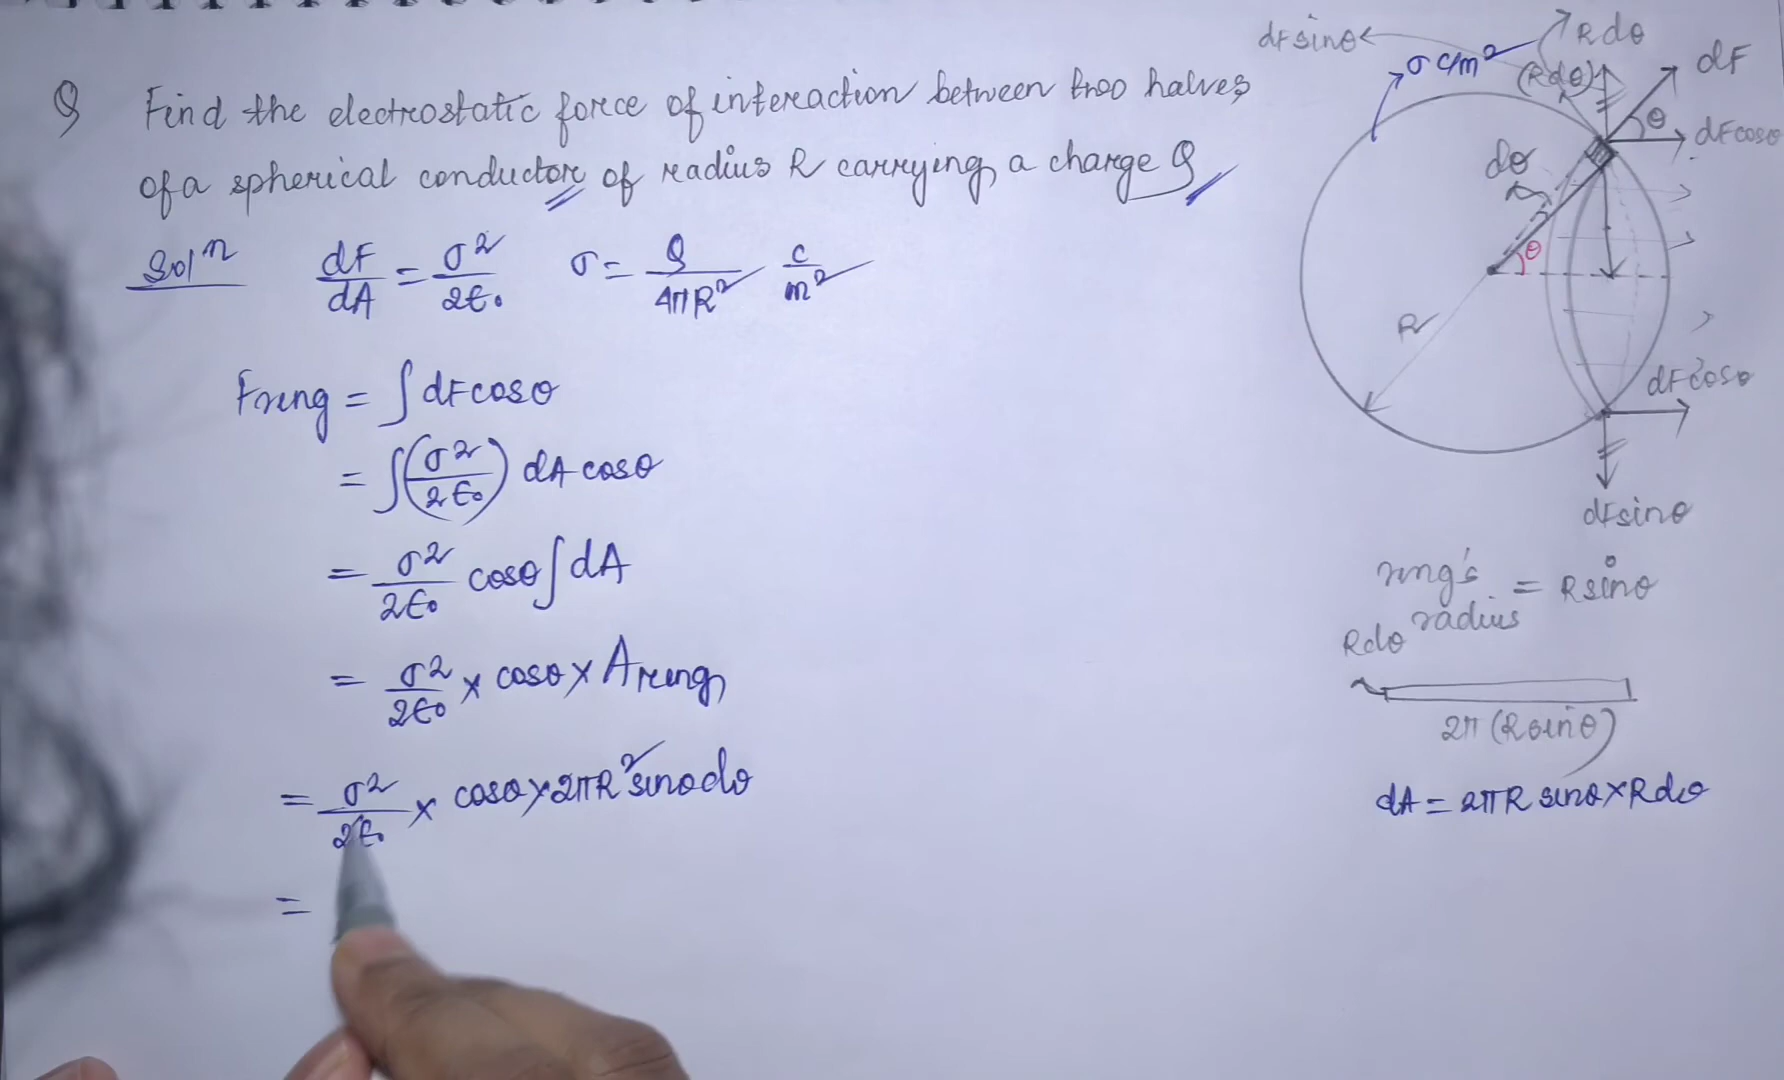 Q Find the electrostatic force of interaction between two halves
of a spherical conductor of radius R carrying a charge Q
Solⁿ dF/dA = σ²/2ε₀ σ = Q/4πR² c/m²
Fring = ∫ dF cosθ
= ∫(σ²/2ε₀) dA cosθ
= σ²/2ε₀ cosθ ∫ dA
= σ²/2ε₀ × cosθ × Aring
= σ²/2ε₀ × cosθ × 2πR² sinθ dθ
=
dF sinθ
σ c/m²
R dθ
(Rdθ)
dF
θ
dF cosθ
dθ
θ
R
dF cosθ
dF sinθ
ring's radius = R sinθ
Rdθ
2π (R sinθ)
dA = 2πR sinθ × R dθ